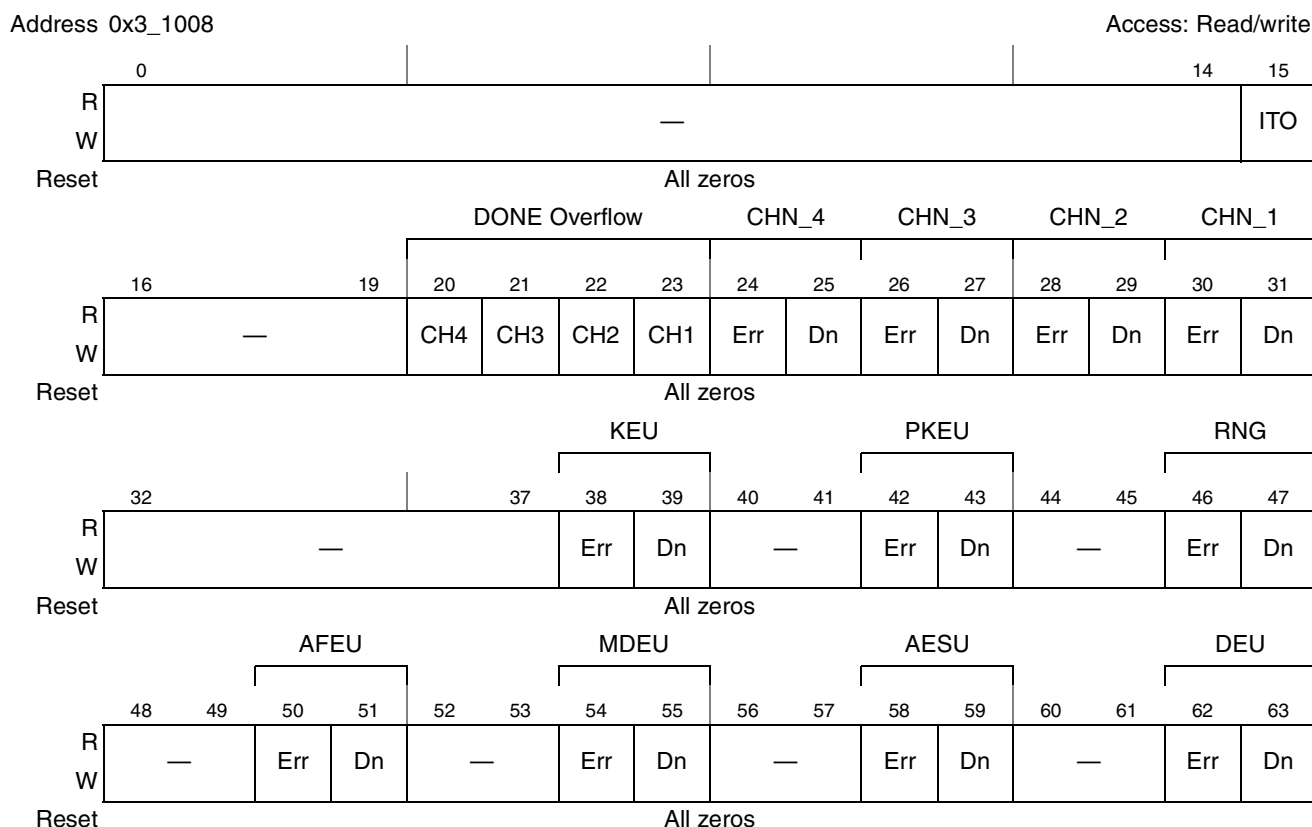 Address 0x3_1008 Access: Read/write
0 14 15
R
— ITO
W
Reset All zeros
DONE Overflow CHN_4 CHN_3 CHN_2 CHN_1
16 19 20 21 22 23 24 25 26 27 28 29 30 31
R
— CH4 CH3 CH2 CH1 Err Dn Err Dn Err Dn Err Dn
W
Reset All zeros
KEU PKEU RNG
32 37 38 39 40 41 42 43 44 45 46 47
R
— Err Dn — Err Dn — Err Dn
W
Reset All zeros
AFEU MDEU AESU DEU
48 49 50 51 52 53 54 55 56 57 58 59 60 61 62 63
R
— Err Dn — Err Dn — Err Dn — Err Dn
W
Reset All zeros